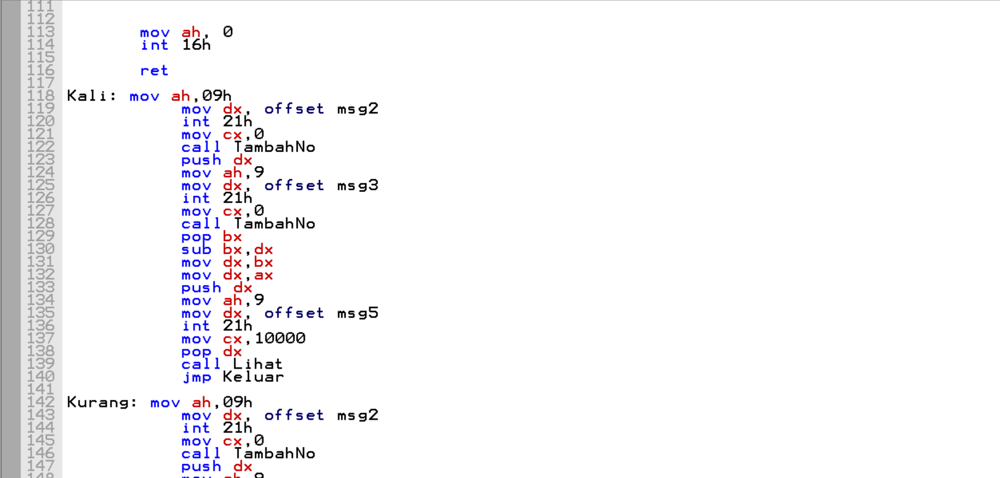 111
112
113 mov ah, 0
114 int 16h
115
116 ret
117
118 Kali: mov ah,09h
119 mov dx, offset msg2
120 int 21h
121 mov cx,0
122 call TambahNo
123 push dx
124 mov ah,9
125 mov dx, offset msg3
126 int 21h
127 mov cx,0
128 call TambahNo
129 pop bx
130 sub bx,dx
131 mov dx,bx
132 mov dx,ax
133 push dx
134 mov ah,9
135 mov dx, offset msg5
136 int 21h
137 mov cx,10000
138 pop dx
139 call Lihat
140 jmp Keluar
141
142 Kurang: mov ah,09h
143 mov dx, offset msg2
144 int 21h
145 mov cx,0
146 call TambahNo
147 push dx
148 mov ah,9